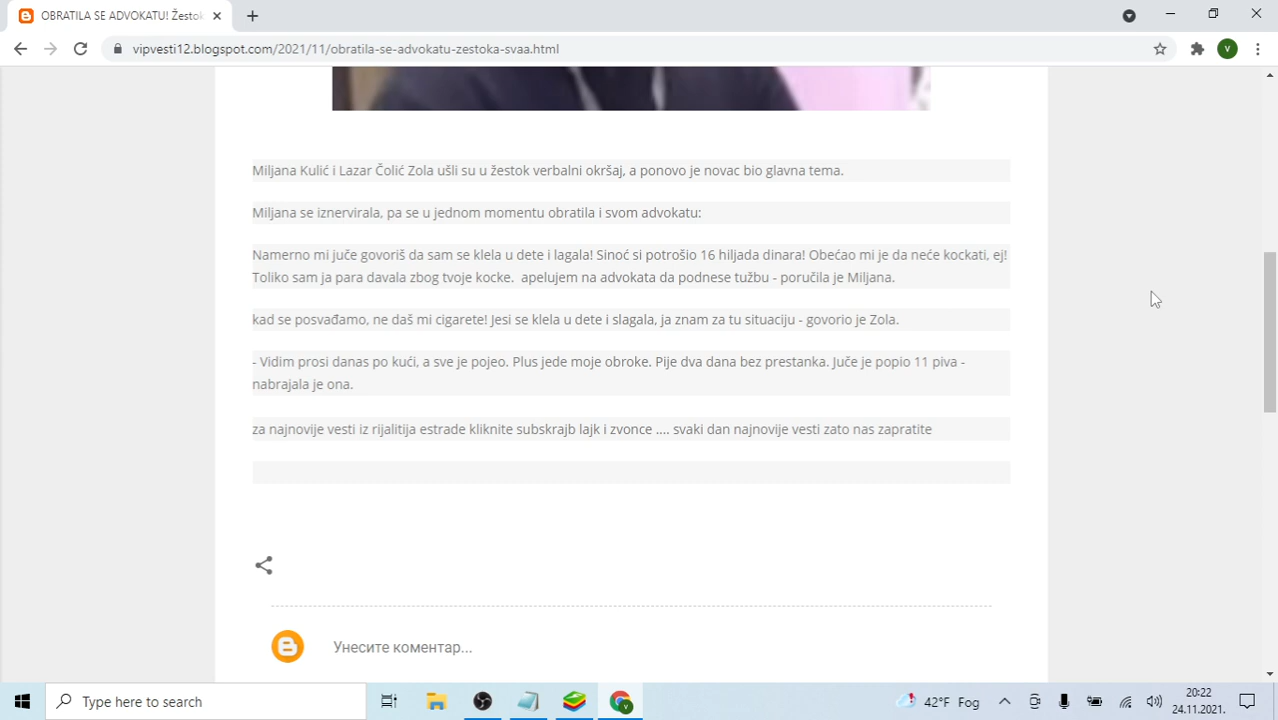 OBRATILA SE ADVOKATU! Žestok
vipvesti12.blogspot.com/2021/11/obratila-se-advokatu-zestoka-svaa.html
V
Miljana Kulić i Lazar Čolić Zola ušli su u žestok verbalni okršaj, a ponovo je novac bio glavna tema.
Miljana se iznervirala, pa se u jednom momentu obratila i svom advokatu:
Namerno mi juče govoriš da sam se klela u dete i lagala! Sinoć si potrošio 16 hiljada dinara! Obećao mi je da neće kockati, ej!
Toliko sam ja para davala zbog tvoje kocke.  apelujem na advokata da podnese tužbu - poručila je Miljana.
kad se posvađamo, ne daš mi cigarete! Jesi se klela u dete i slagala, ja znam za tu situaciju - govorio je Zola.
- Vidim prosi danas po kući, a sve je pojeo. Plus jede moje obroke. Pije dva dana bez prestanka. Juče je popio 11 piva -
nabrajala je ona.
za najnovije vesti iz rijalitija estrade kliknite subskrajb lajk i zvonce .... svaki dan najnovije vesti zato nas zapratite
Унесите коментар...
Type here to search
42°F Fog
20:22
24.11.2021.